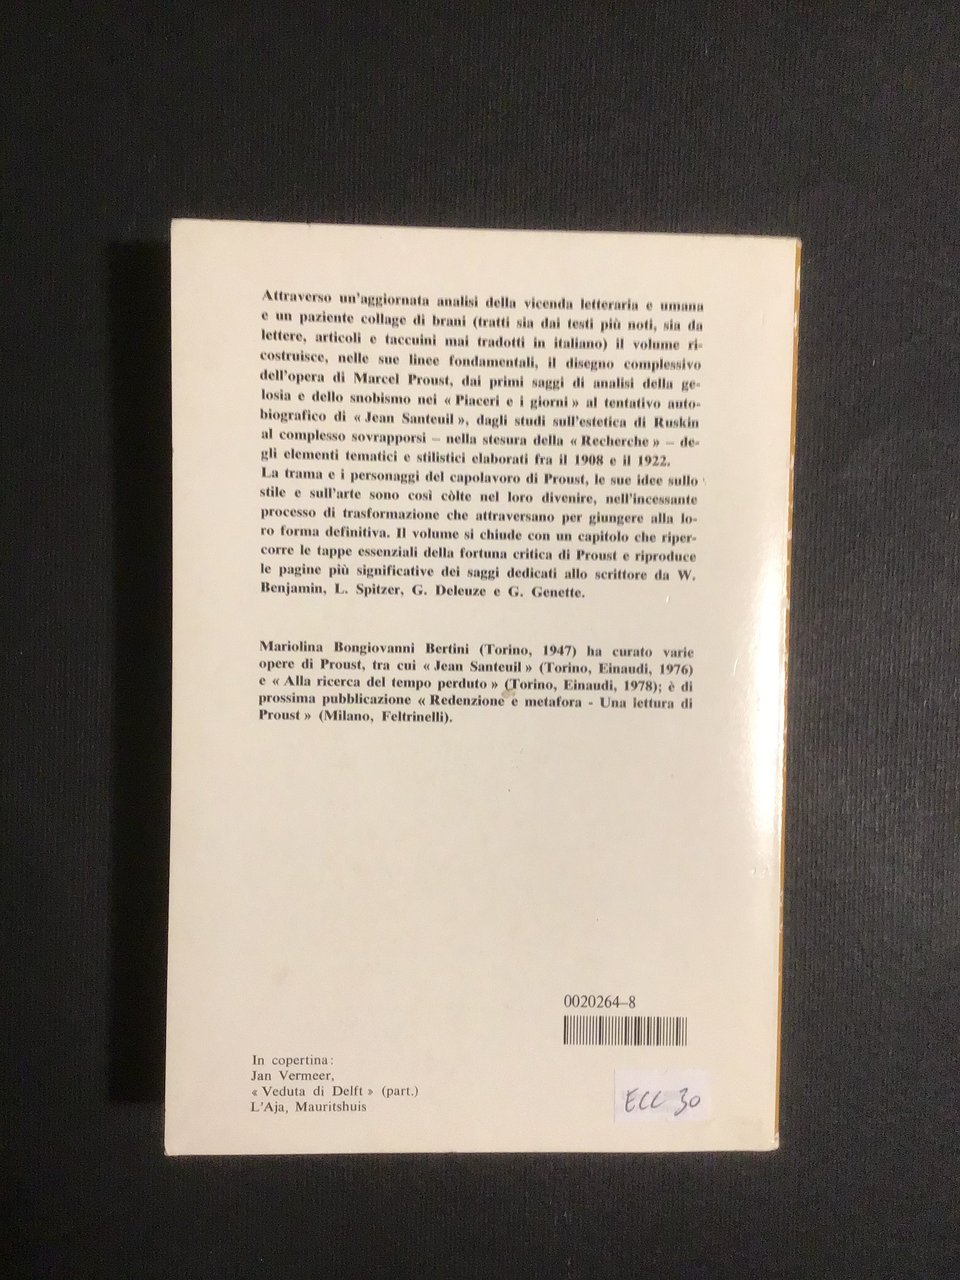 Attraverso un'aggiornata analisi della vicenda letteraria e umana
e un paziente collage di brani (tratti sia dai testi più noti, sia da
lettere, articoli e taccuini mai tradotti in italiano) il volume ri-
costruisce, nelle sue linee fondamentali, il disegno complessivo
dell'opera di Marcel Proust, dai primi saggi di analisi della ge-
losia e dello snobismo nei « Piaceri e i giorni » al tentativo auto-
biografico di « Jean Santeuil », dagli studi sull'estetica di Ruskin
al complesso sovrapporsi – nella stesura della « Recherche » – de-
gli elementi tematici e stilistici elaborati fra il 1908 e il 1922.
La trama e i personaggi del capolavoro di Proust, le sue idee sullo
stile e sull'arte sono così còlte nel loro divenire, nell'incessante
processo di trasformazione che attraversano per giungere alla lo-
ro forma definitiva. Il volume si chiude con un capitolo che riper-
corre le tappe essenziali della fortuna critica di Proust e riproduce
le pagine più significative dei saggi dedicati allo scrittore da W.
Benjamin, L. Spitzer, G. Deleuze e G. Genette.
Mariolina Bongiovanni Bertini (Torino, 1947) ha curato varie
opere di Proust, tra cui « Jean Santeuil » (Torino, Einaudi, 1976)
e « Alla ricerca del tempo perduto » (Torino, Einaudi, 1978); è di
prossima pubblicazione « Redenzione e metafora - Una lettura di
Proust » (Milano, Feltrinelli).
0020264–8
In copertina:
Jan Vermeer,
« Veduta di Delft » (part.)
L'Aja, Mauritshuis
ECC 30